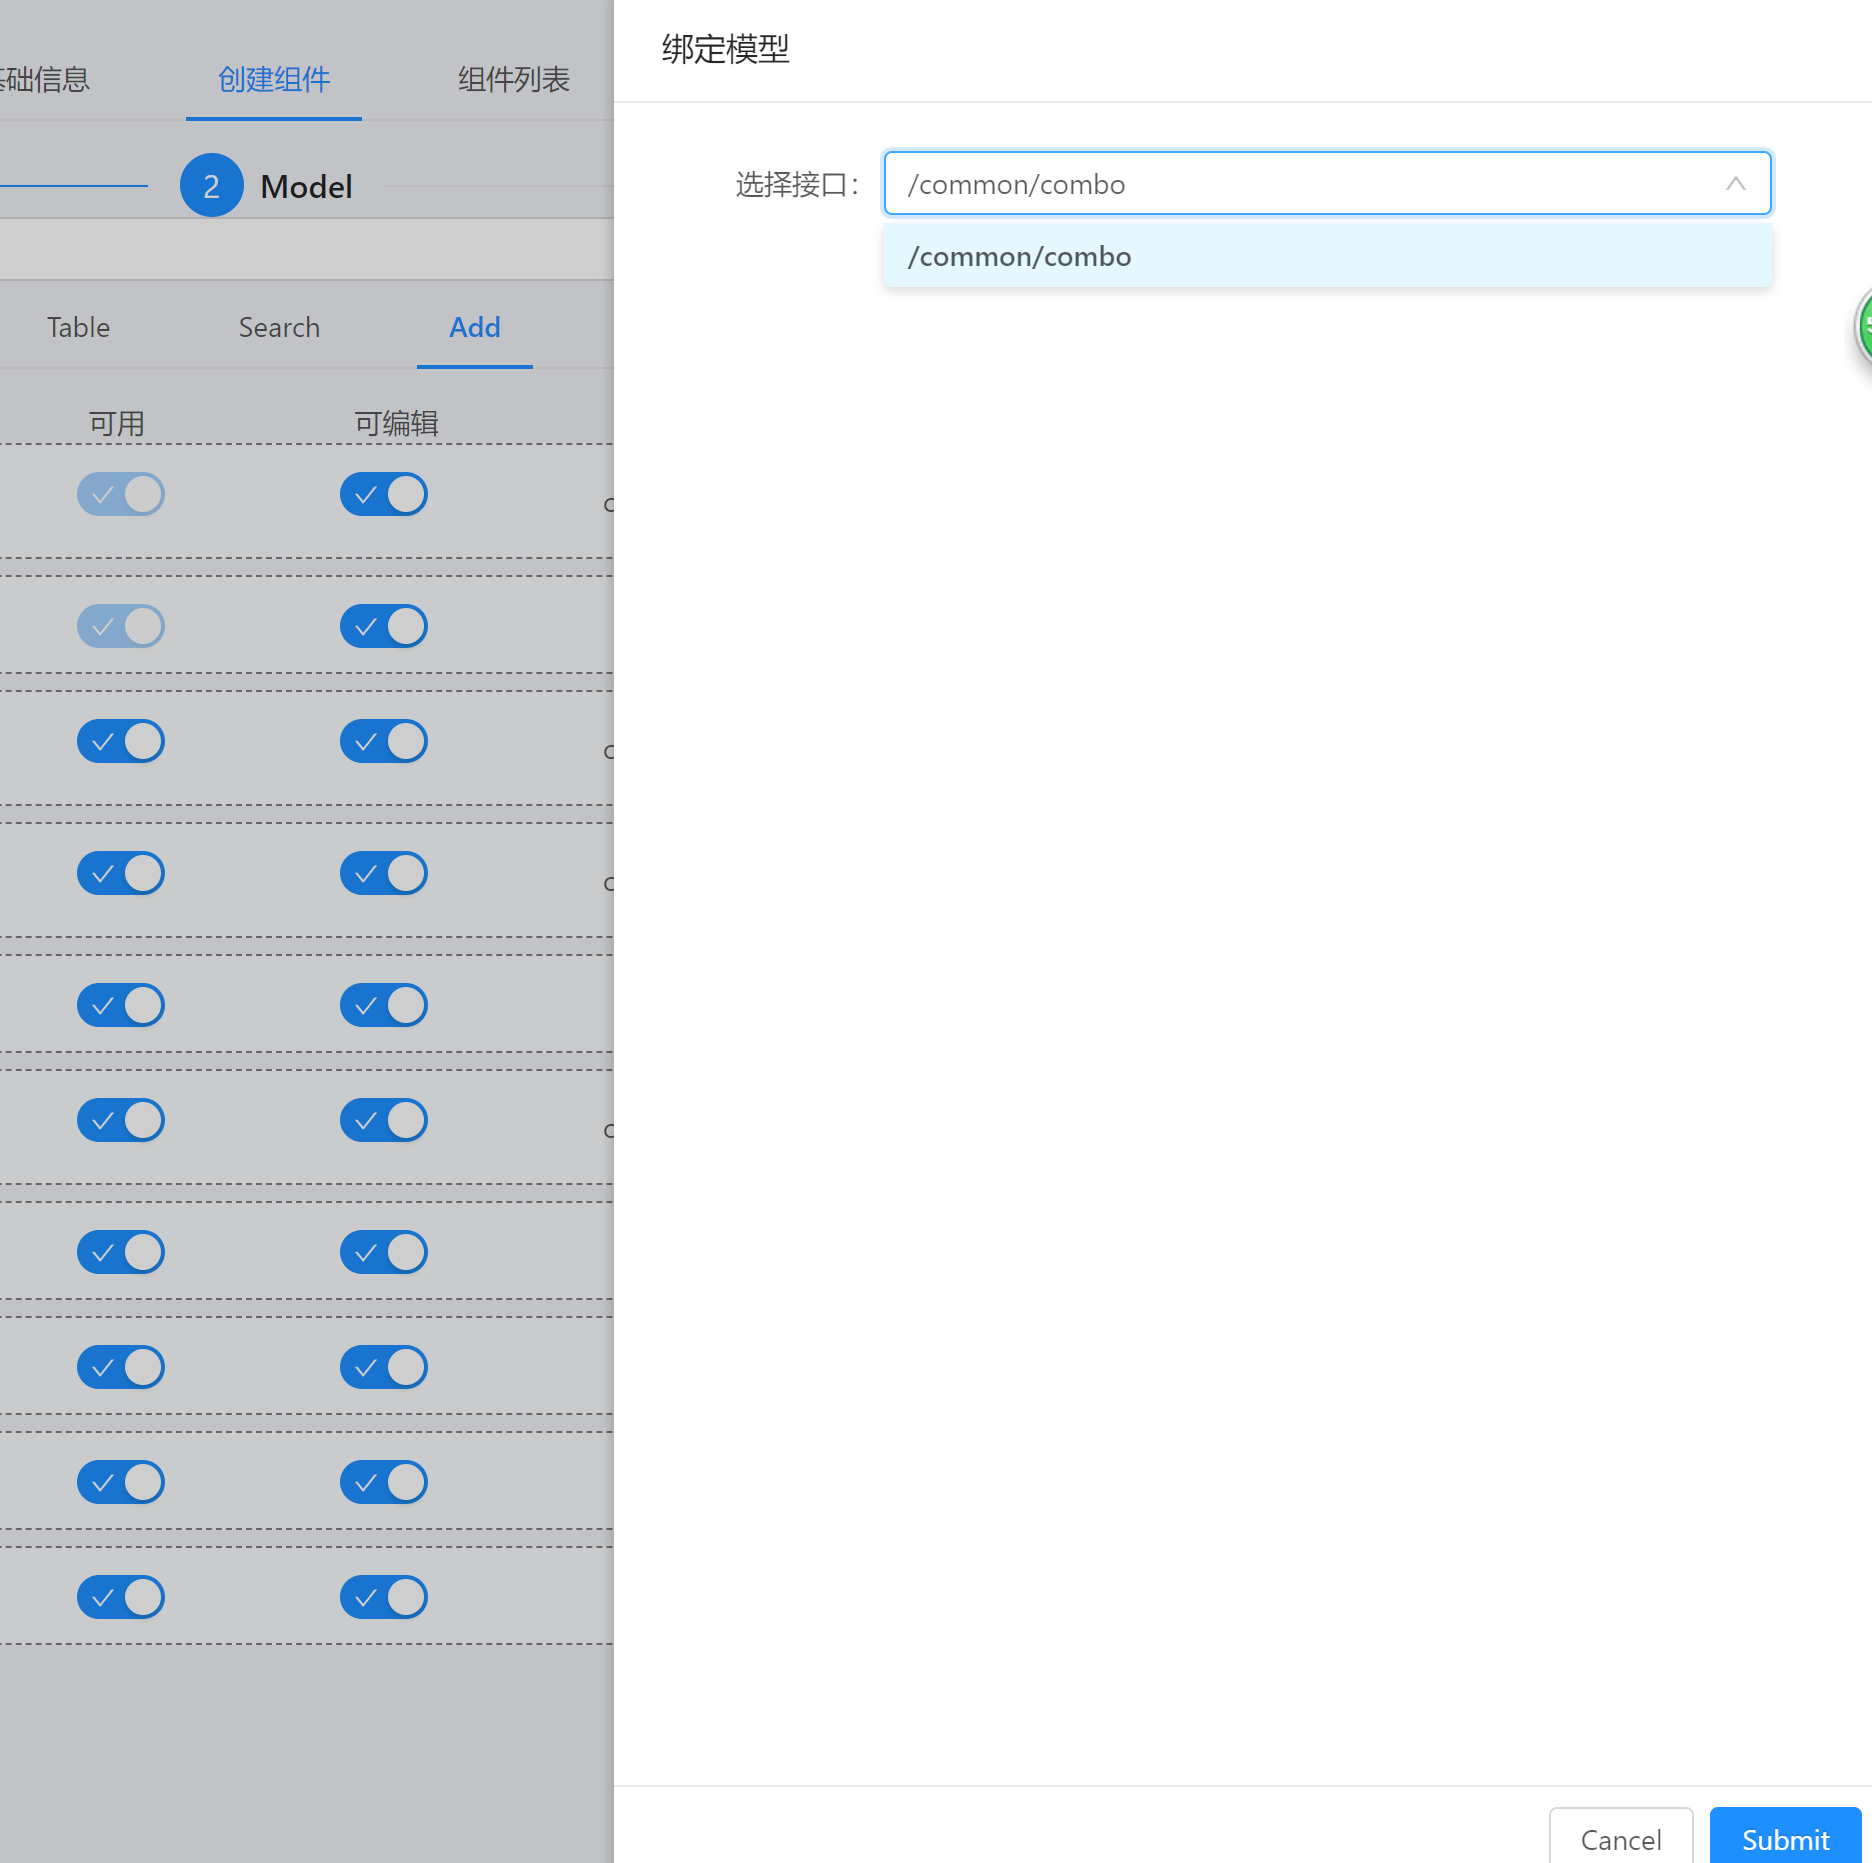 绑定模型
基础信息
创建组件
组件列表
2 Model
选择接口：
/common/combo
/common/combo
Table
Search
Add
可用
可编辑
Cancel
Submit